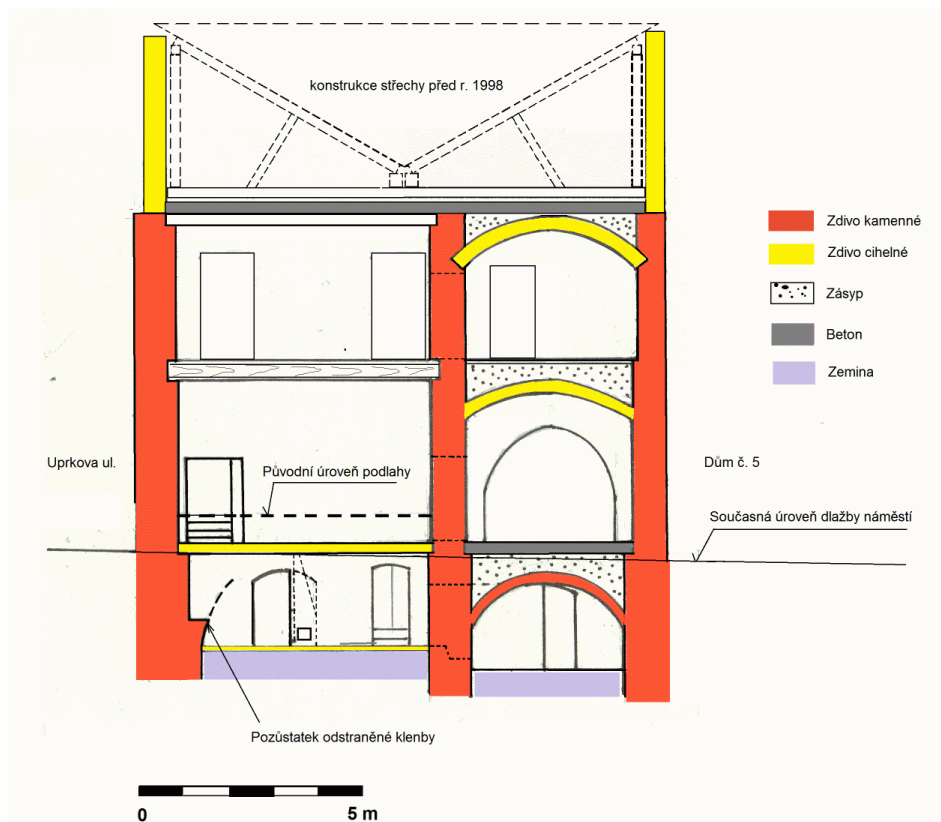 konstrukce střechy před r. 1998
Zdivo kamenné
Zdivo cihelné
Zásyp
Beton
Zemina
Uprkova ul.
Původní úroveň podlahy
Dům č. 5
Současná úroveň dlažby náměstí
Pozůstatek odstraněné klenby
0
5 m